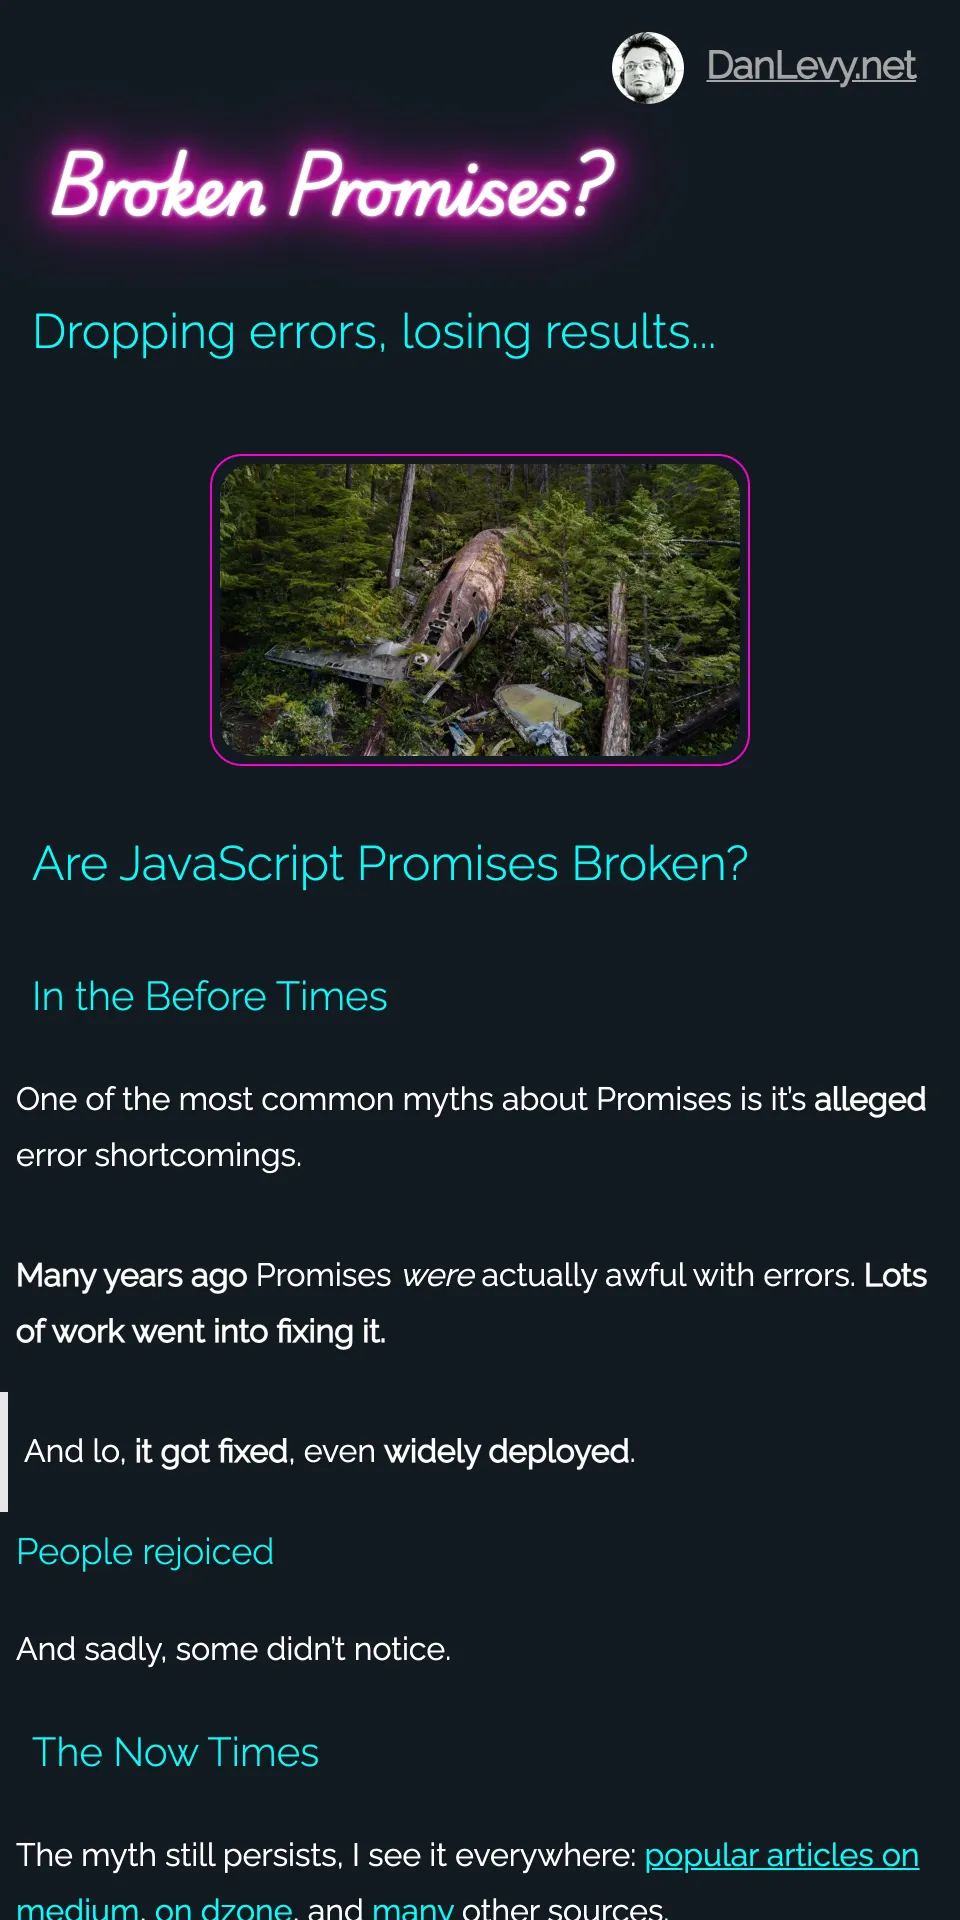 DanLevy.net
Broken Promises?
Dropping errors, losing results...
Are JavaScript Promises Broken?
In the Before Times
One of the most common myths about Promises is it’s alleged
error shortcomings.
Many years ago Promises were actually awful with errors. Lots
of work went into fixing it.
And lo, it got fixed, even widely deployed.
People rejoiced
And sadly, some didn’t notice.
The Now Times
The myth still persists, I see it everywhere: popular articles on
medium, on dzone, and many other sources.